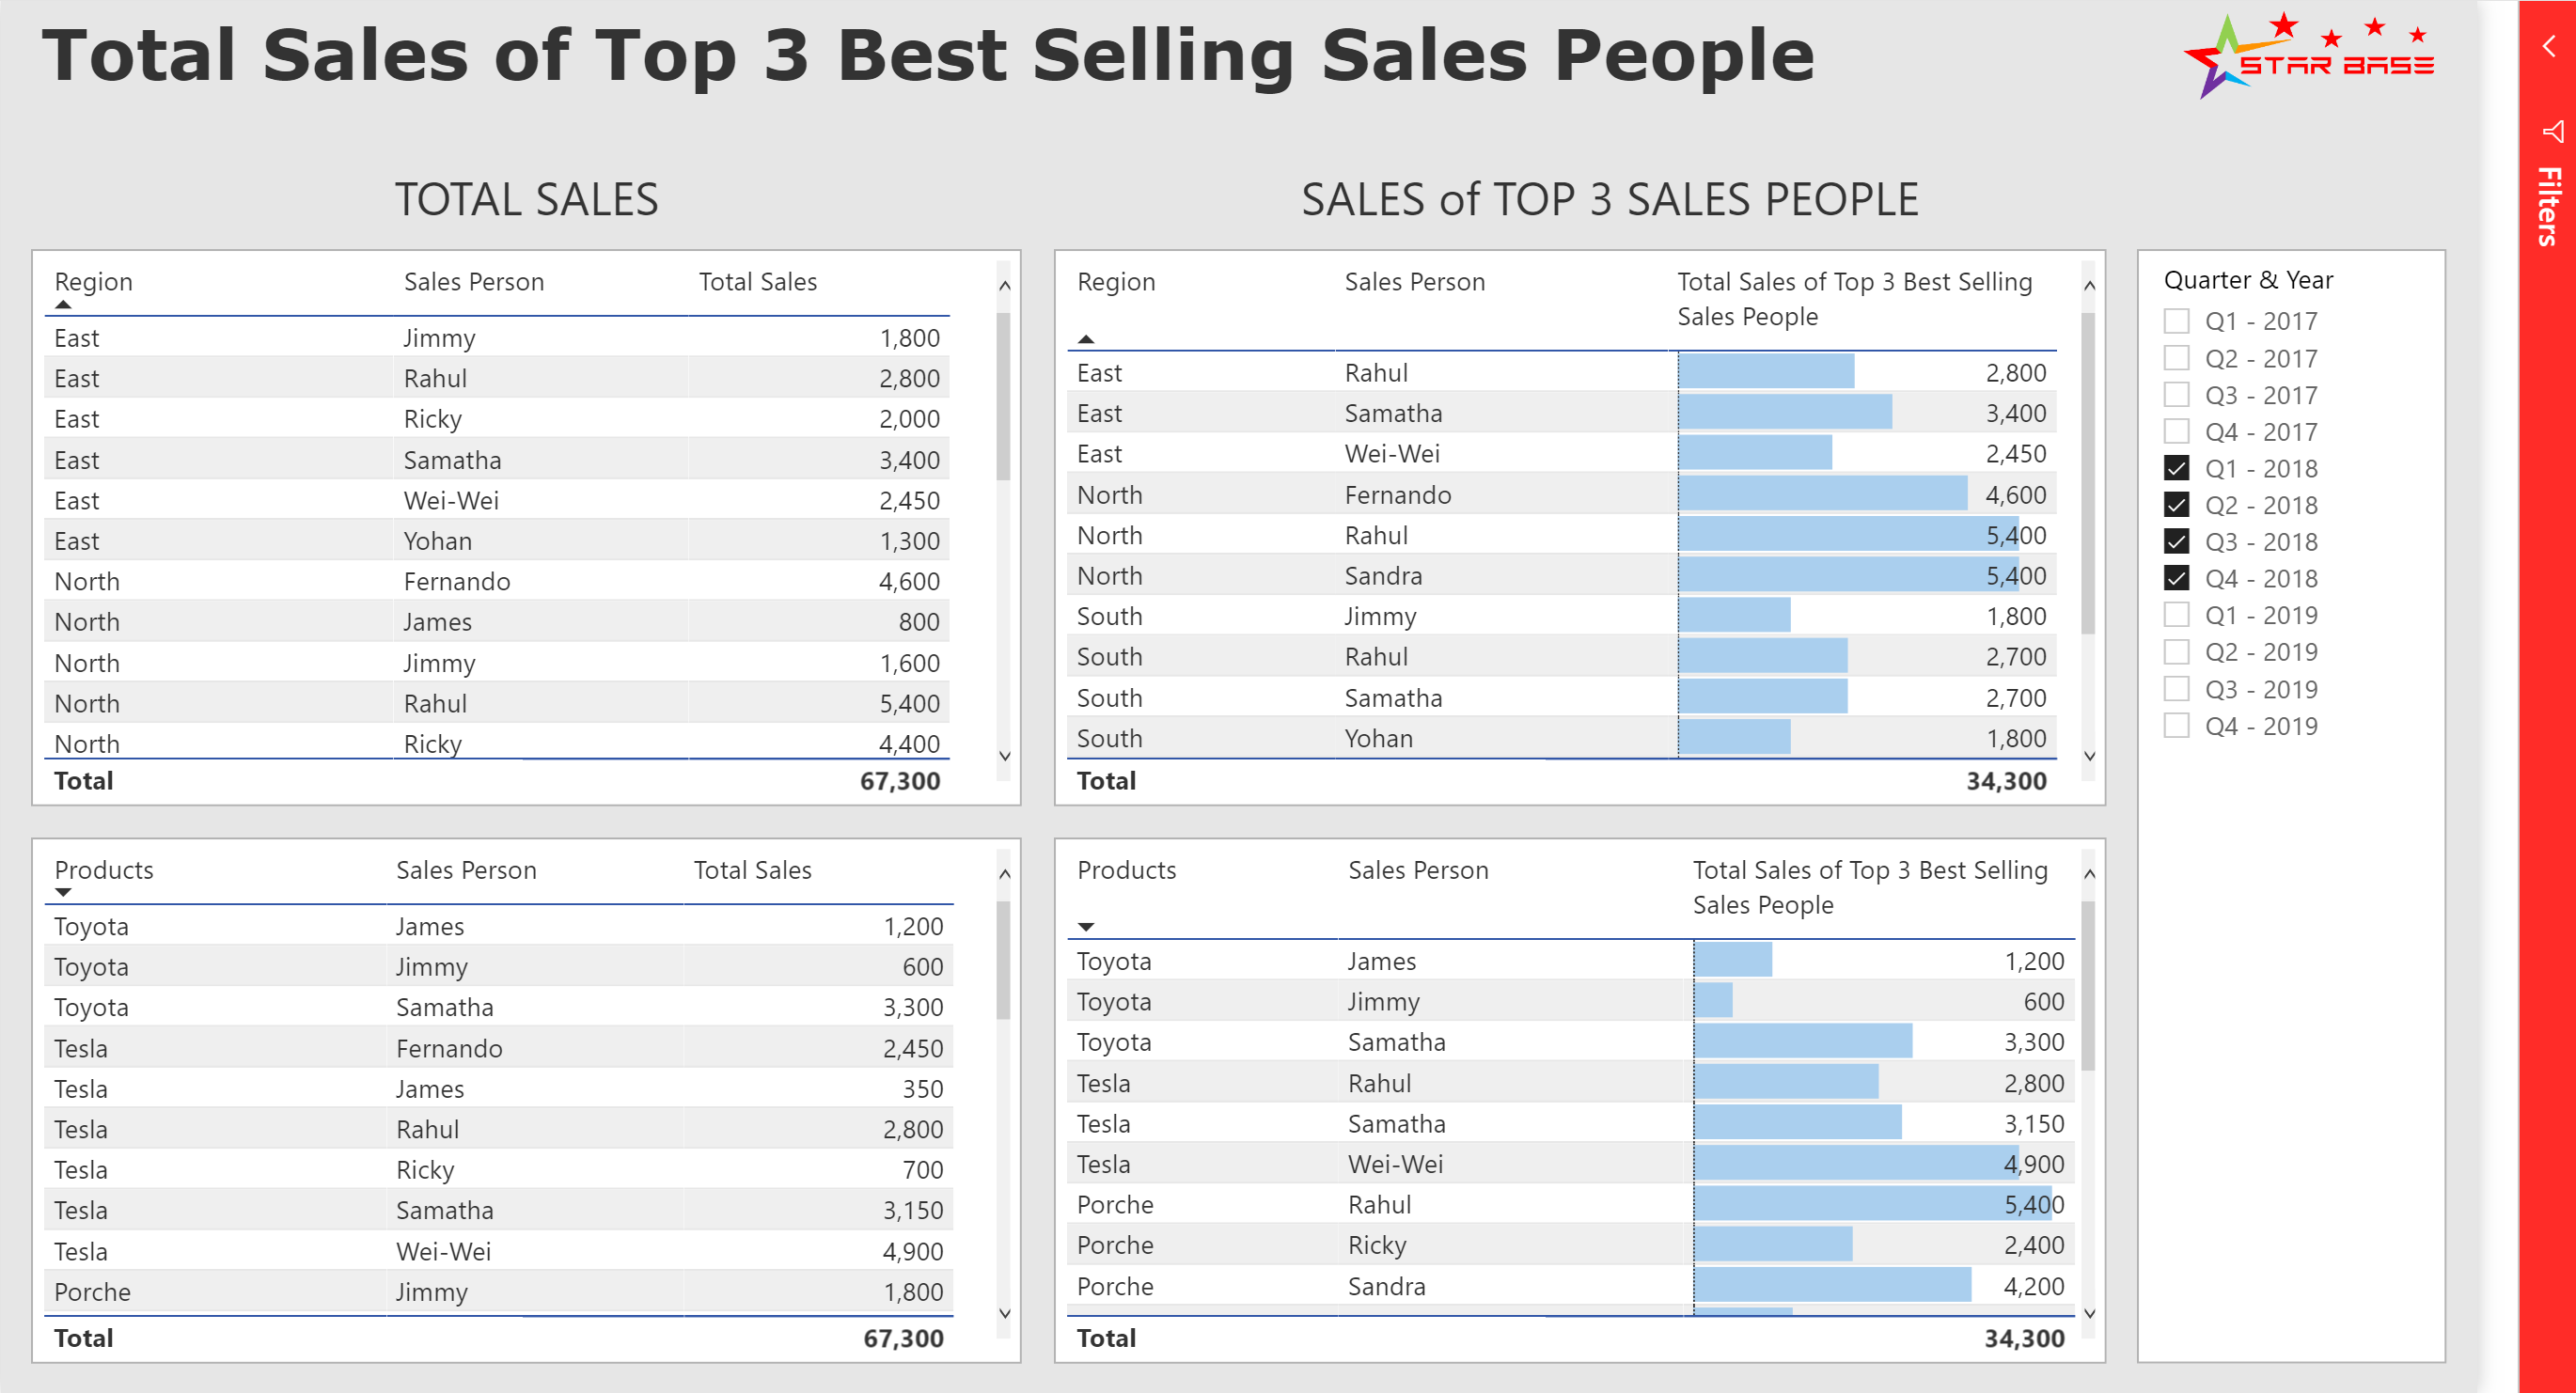 Total Sales of Top 3 Best Selling Sales People
STAR BASE
Filters
TOTAL SALES
SALES of TOP 3 SALES PEOPLE
Region Sales Person Total Sales
East Jimmy 1,800
East Rahul 2,800
East Ricky 2,000
East Samatha 3,400
East Wei-Wei 2,450
East Yohan 1,300
North Fernando 4,600
North James 800
North Jimmy 1,600
North Rahul 5,400
North Ricky 4,400
Total 67,300
Region Sales Person Total Sales of Top 3 Best Selling
Sales People
East Rahul 2,800
East Samatha 3,400
East Wei-Wei 2,450
North Fernando 4,600
North Rahul 5,400
North Sandra 5,400
South Jimmy 1,800
South Rahul 2,700
South Samatha 2,700
South Yohan 1,800
Total 34,300
Quarter & Year
Q1 - 2017
Q2 - 2017
Q3 - 2017
Q4 - 2017
Q1 - 2018
Q2 - 2018
Q3 - 2018
Q4 - 2018
Q1 - 2019
Q2 - 2019
Q3 - 2019
Q4 - 2019
Products Sales Person Total Sales
Toyota James 1,200
Toyota Jimmy 600
Toyota Samatha 3,300
Tesla Fernando 2,450
Tesla James 350
Tesla Rahul 2,800
Tesla Ricky 700
Tesla Samatha 3,150
Tesla Wei-Wei 4,900
Porche Jimmy 1,800
Total 67,300
Products Sales Person Total Sales of Top 3 Best Selling
Sales People
Toyota James 1,200
Toyota Jimmy 600
Toyota Samatha 3,300
Tesla Rahul 2,800
Tesla Samatha 3,150
Tesla Wei-Wei 4,900
Porche Rahul 5,400
Porche Ricky 2,400
Porche Sandra 4,200
Total 34,300